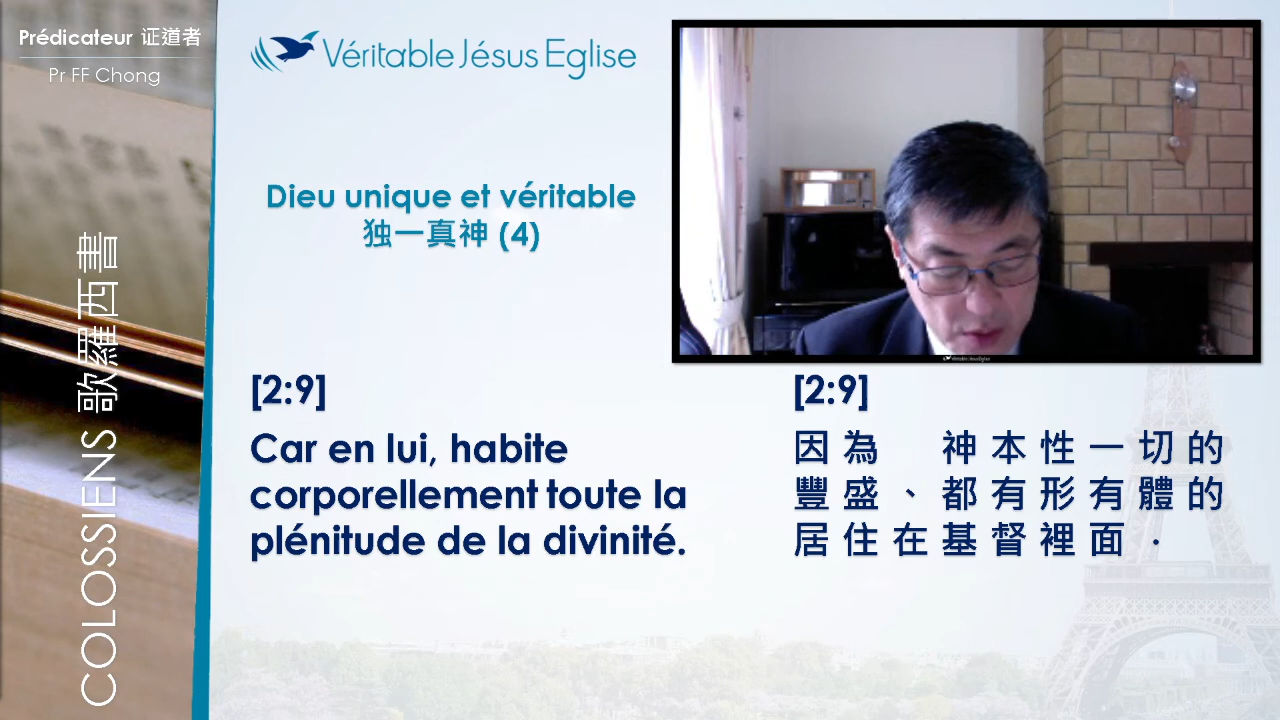 Prédicateur 证道者
Pr FF Chong
COLOSSIENS 歌羅西書
Véritable Jésus Eglise
Dieu unique et véritable
独一真神 (4)
[2:9]
Car en lui, habite
corporellement toute la
plénitude de la divinité.
[2:9]
因為　神本性一切的
豐盛、都有形有體的
居住在基督裡面．
Véritable Jésus Eglise